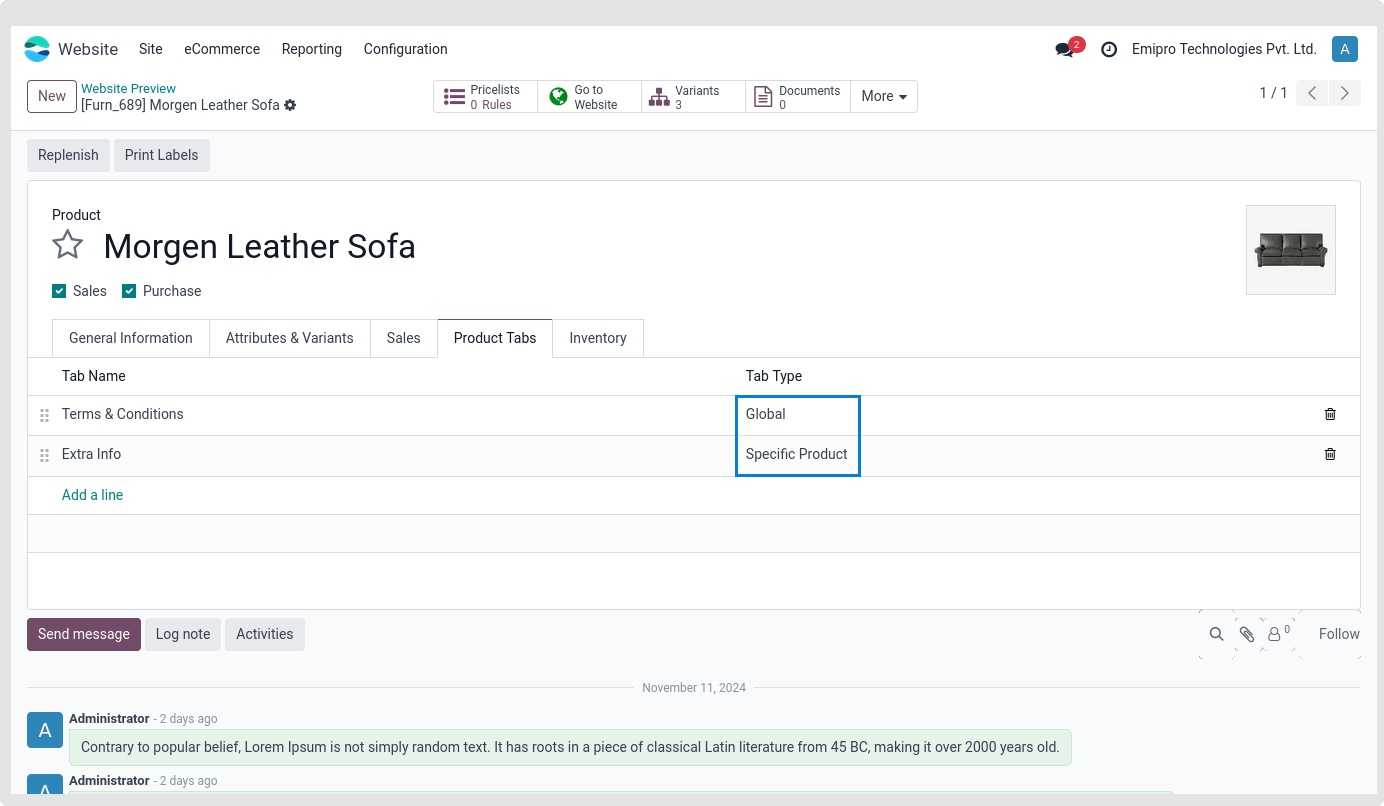 Website Site eCommerce Reporting Configuration 2 Emipro Technologies Pvt. Ltd. A
New Website Preview Pricelists Go to Variants Documents More 1 / 1
[Furn_689] Morgen Leather Sofa 0 Rules Website 3 0
Replenish Print Labels
Product
Morgen Leather Sofa
Sales Purchase
General Information Attributes & Variants Sales Product Tabs Inventory
Tab Name Tab Type
Terms & Conditions Global
Extra Info Specific Product
Add a line
Send message Log note Activities 0 Follow
November 11, 2024
A Administrator - 2 days ago
Contrary to popular belief, Lorem Ipsum is not simply random text. It has roots in a piece of classical Latin literature from 45 BC, making it over 2000 years old.
A Administrator - 2 days ago